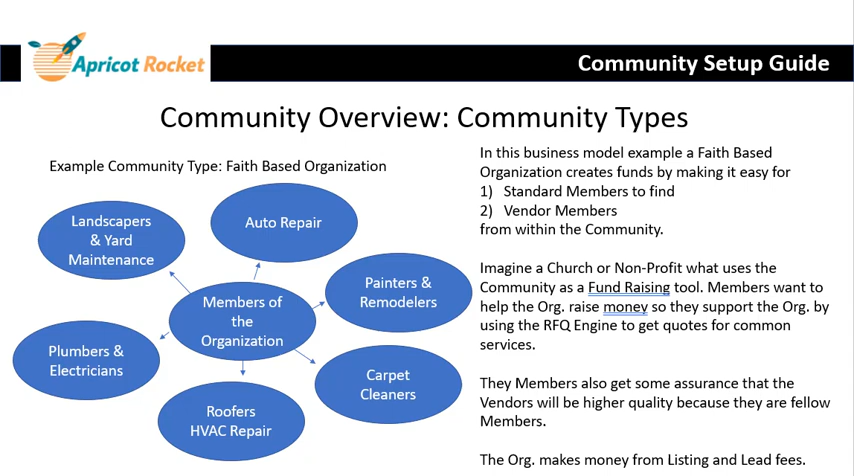 Apricot Rocket
Community Setup Guide
Community Overview: Community Types
Example Community Type: Faith Based Organization
Landscapers
& Yard
Maintenance
Auto Repair
Painters &
Remodelers
Members of
the
Organization
Plumbers &
Electricians
Carpet
Cleaners
Roofers
HVAC Repair
In this business model example a Faith Based
Organization creates funds by making it easy for
1) Standard Members to find
2) Vendor Members
from within the Community.
Imagine a Church or Non-Profit what uses the
Community as a Fund Raising tool. Members want to
help the Org. raise money so they support the Org. by
using the RFQ Engine to get quotes for common
services.
They Members also get some assurance that the
Vendors will be higher quality because they are fellow
Members.
The Org. makes money from Listing and Lead fees.